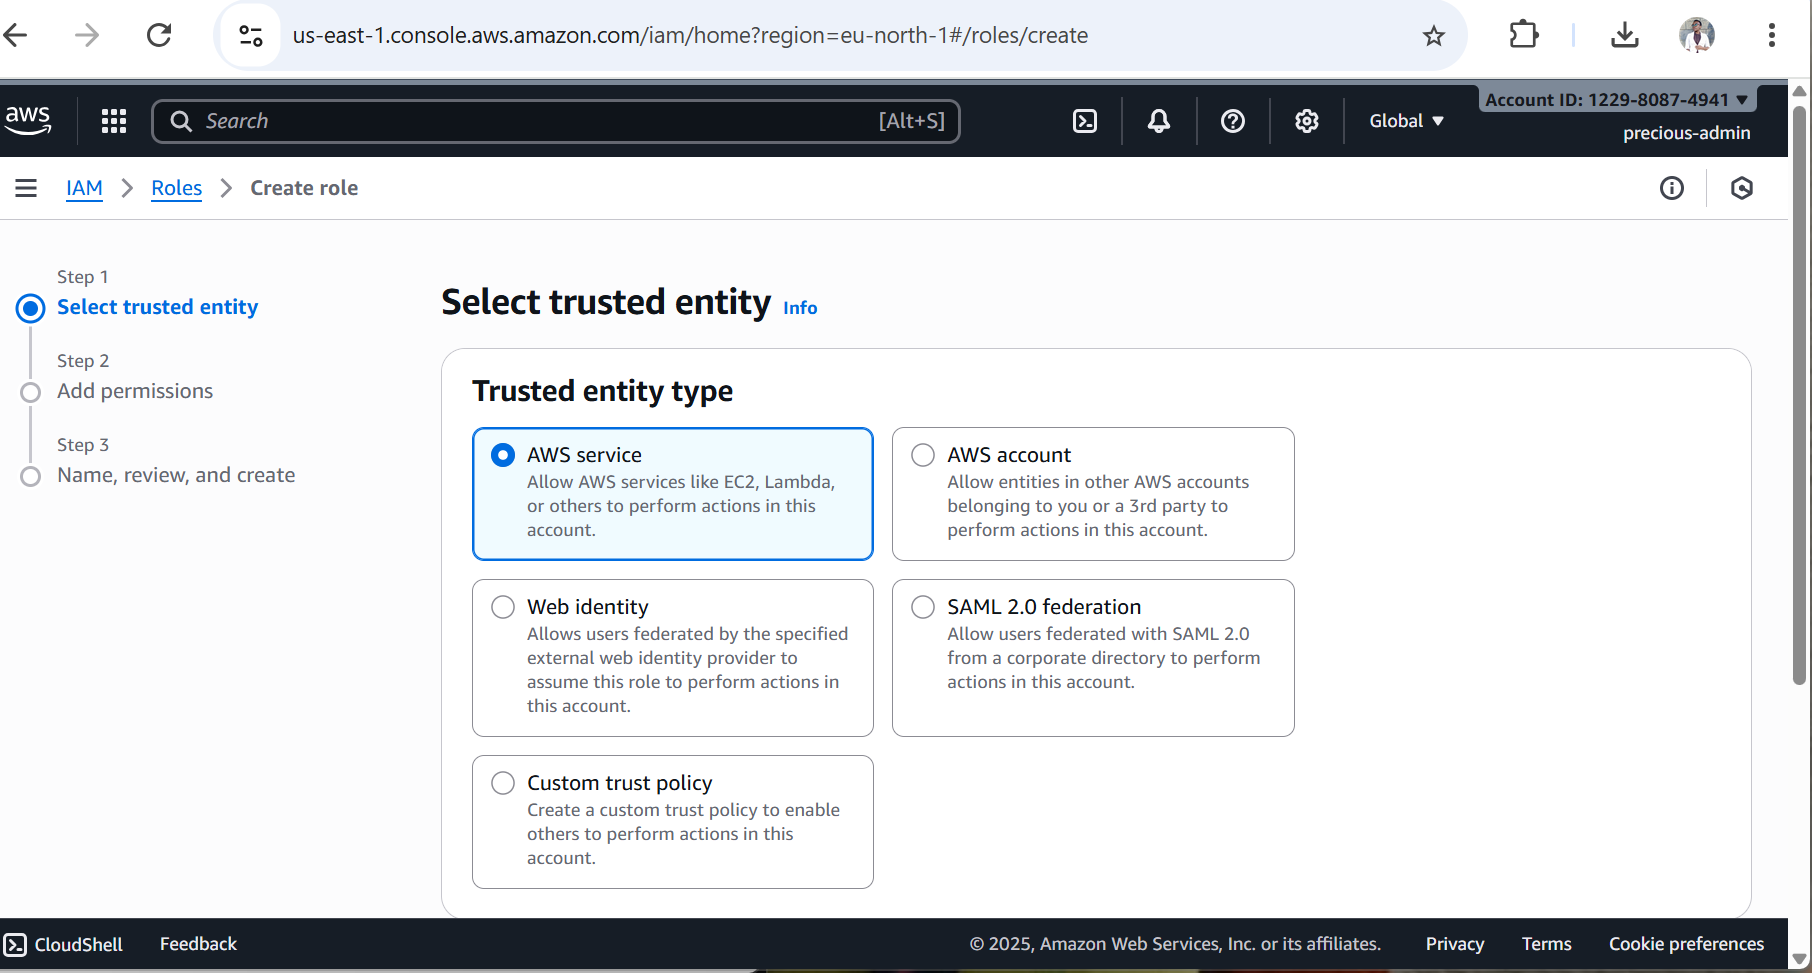 us-east-1.console.aws.amazon.com/iam/home?region=eu-north-1#/roles/create
aws
Search
[Alt+S]
Global
Account ID: 1229-8087-4941
precious-admin
IAM
Roles
Create role
Step 1
Select trusted entity
Step 2
Add permissions
Step 3
Name, review, and create
Select trusted entity Info
Trusted entity type
AWS service
Allow AWS services like EC2, Lambda,
or others to perform actions in this
account.
AWS account
Allow entities in other AWS accounts
belonging to you or a 3rd party to
perform actions in this account.
Web identity
Allows users federated by the specified
external web identity provider to
assume this role to perform actions in
this account.
SAML 2.0 federation
Allow users federated with SAML 2.0
from a corporate directory to perform
actions in this account.
Custom trust policy
Create a custom trust policy to enable
others to perform actions in this
account.
CloudShell
Feedback
© 2025, Amazon Web Services, Inc. or its affiliates.
Privacy
Terms
Cookie preferences